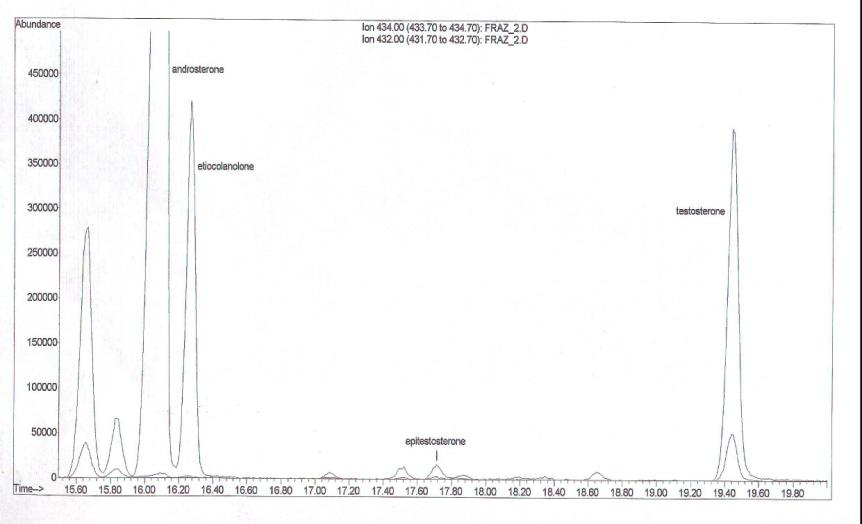 Abundance
Ion 434.00 (433.70 to 434.70): FRAZ_2.D
Ion 432.00 (431.70 to 432.70): FRAZ_2.D
androsterone
450000
400000
350000
etiocolanolone
300000
testosterone
250000
200000
150000
100000
50000
epitestosterone
0
Time-->
15.60 15.80 16.00 16.20 16.40 16.60 16.80 17.00 17.20 17.40 17.60 17.80 18.00 18.20 18.40 18.60 18.80 19.00 19.20 19.40 19.60 19.80